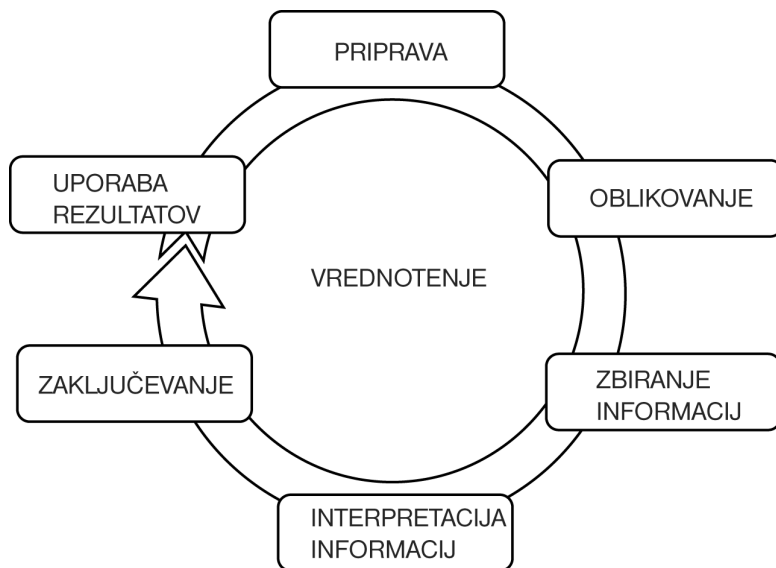 PRIPRAVA
OBLIKOVANJE
ZBIRANJE
INFORMACIJ
INTERPRETACIJA
INFORMACIJ
ZAKLJUČEVANJE
UPORABA
REZULTATOV
VREDNOTENJE